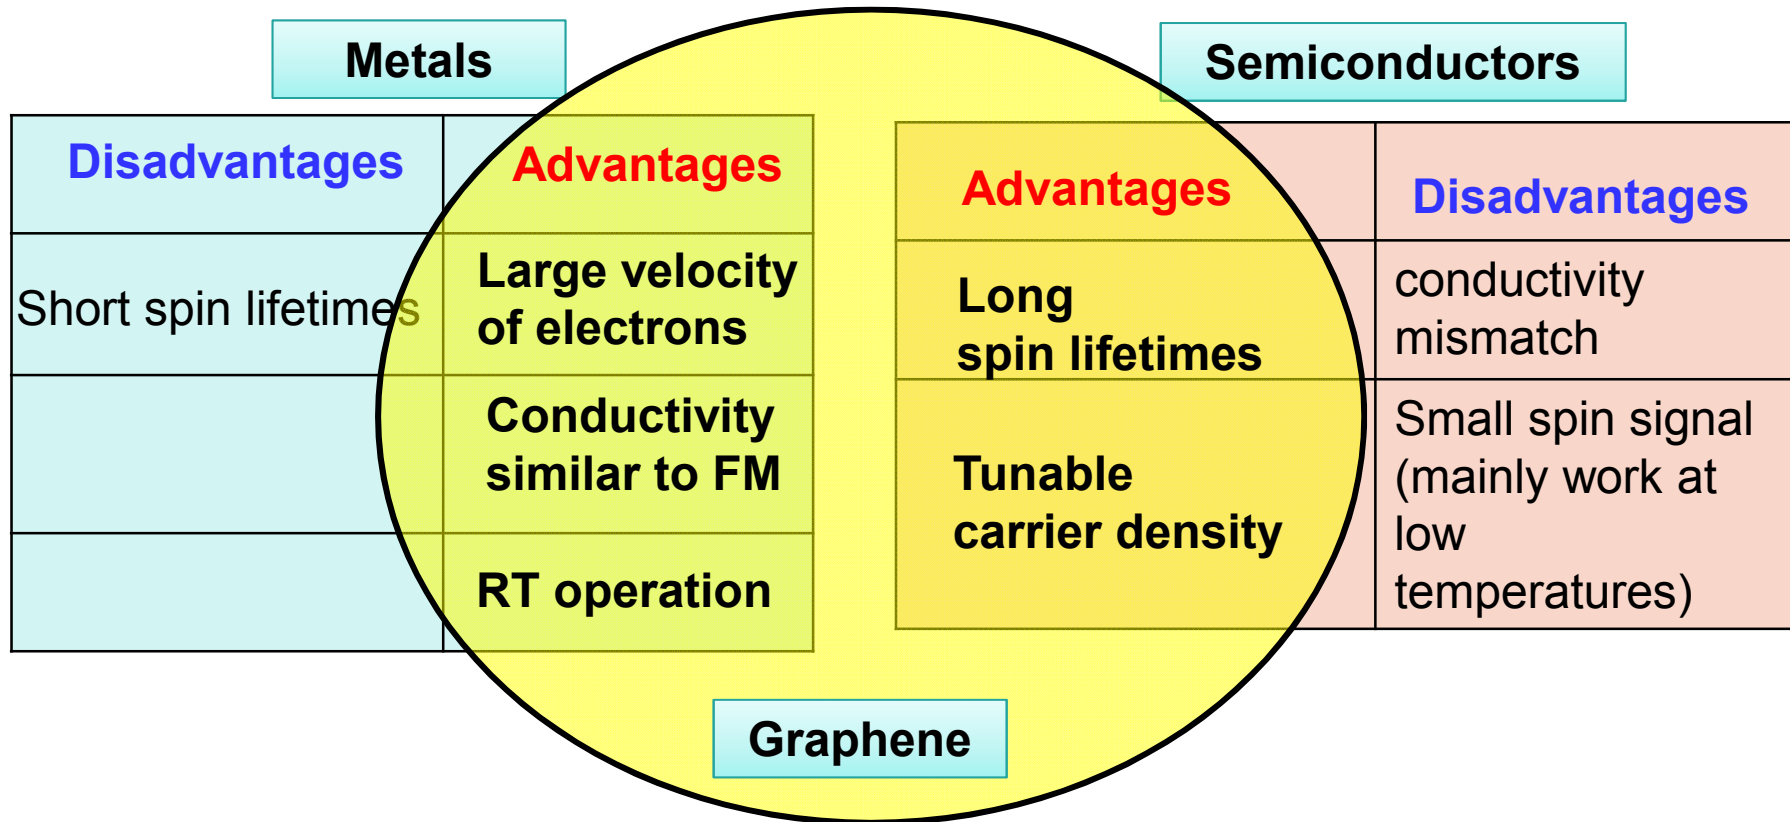 Metals
Semiconductors
Disadvantages
Advantages
Short spin lifetimes
Large velocity
of electrons
Conductivity
similar to FM
RT operation
Advantages
Disadvantages
Long
spin lifetimes
conductivity
mismatch
Tunable
carrier density
Small spin signal
(mainly work at
low
temperatures)
Graphene